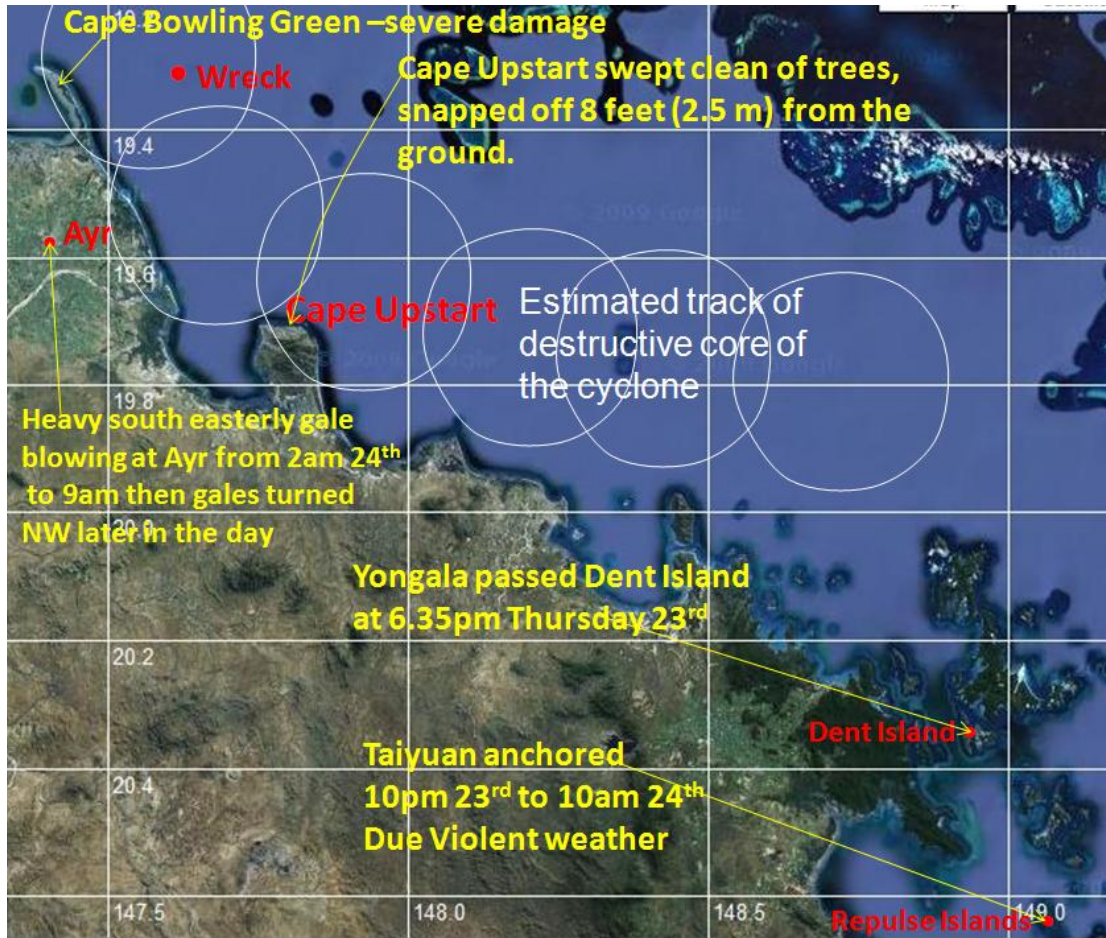 19.2
Cape Bowling Green –severe damage
Wreck
Cape Upstart swept clean of trees,
snapped off 8 feet (2.5 m) from the
ground.
19.4
Ayr
19.6
Cape Upstart
Estimated track of
destructive core of
the cyclone
© 2009 Google
19.8
Heavy south easterly gale
blowing at Ayr from 2am 24th
to 9am then gales turned
NW later in the day
Yongala passed Dent Island
at 6.35pm Thursday 23rd
20.2
Dent Island
Taiyuan anchored
10pm 23rd to 10am 24th
Due Violent weather
20.4
147.5
148.0
148.5
149.0
Repulse Islands